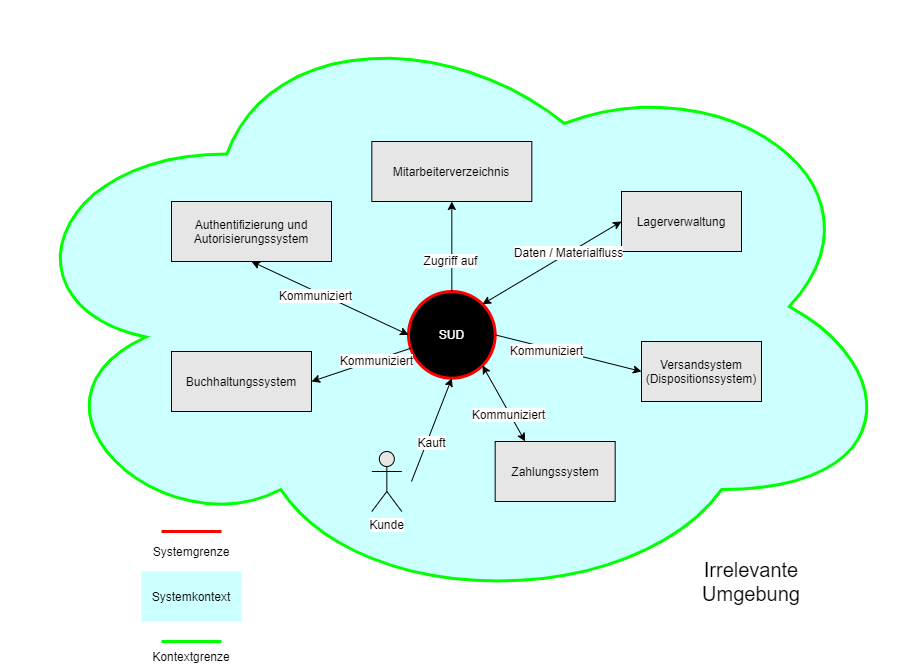 Mitarbeiterverzeichnis
Authentifizierung und
Autorisierungssystem
Lagerverwaltung
Zugriff auf
Daten / Materialfluss
Kommuniziert
SUD
Kommuniziert
Kommuniziert
Buchhaltungssystem
Versandsystem
(Dispositionssystem)
Kommuniziert
Kauft
Zahlungssystem
Kunde
Systemgrenze
Systemkontext
Kontextgrenze
Irrelevante
Umgebung